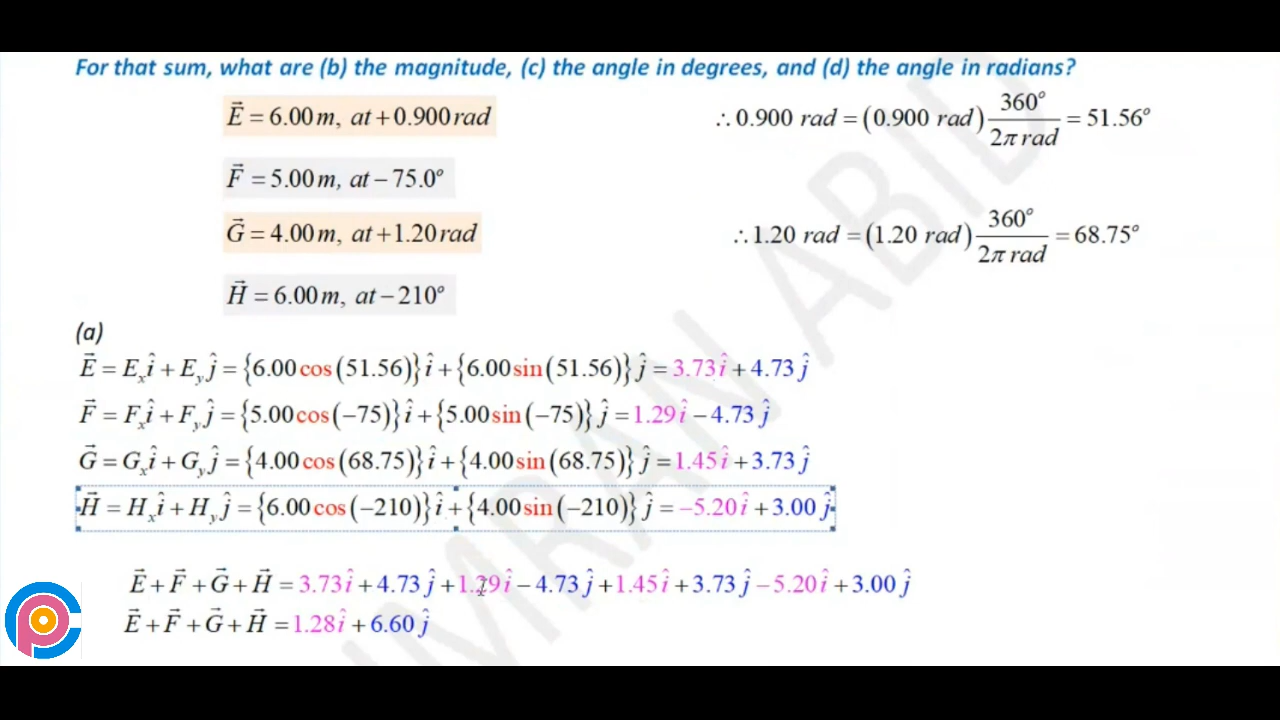 For that sum, what are (b) the magnitude, (c) the angle in degrees, and (d) the angle in radians?
E⃗ = 6.00 m, at + 0.900 rad
∴ 0.900 rad = (0.900 rad) 360° / 2π rad = 51.56°
F⃗ = 5.00 m, at − 75.0°
G⃗ = 4.00 m, at + 1.20 rad
∴ 1.20 rad = (1.20 rad) 360° / 2π rad = 68.75°
H⃗ = 6.00 m, at − 210°
(a)
E⃗ = Eₓî + E_y ĵ = {6.00 cos (51.56)} î + {6.00 sin (51.56)} ĵ = 3.73 î + 4.73 ĵ
F⃗ = Fₓî + F_y ĵ = {5.00 cos (−75)} î + {5.00 sin (−75)} ĵ = 1.29 î − 4.73 ĵ
G⃗ = Gₓî + G_y ĵ = {4.00 cos (68.75)} î + {4.00 sin (68.75)} ĵ = 1.45 î + 3.73 ĵ
H⃗ = Hₓî + H_y ĵ = {6.00 cos (−210)} î + {4.00 sin (−210)} ĵ = −5.20 î + 3.00 ĵ
E⃗ + F⃗ + G⃗ + H⃗ = 3.73 î + 4.73 ĵ + 1.29 î − 4.73 ĵ + 1.45 î + 3.73 ĵ − 5.20 î + 3.00 ĵ
E⃗ + F⃗ + G⃗ + H⃗ = 1.28 î + 6.60 ĵ
IMRAN ABID